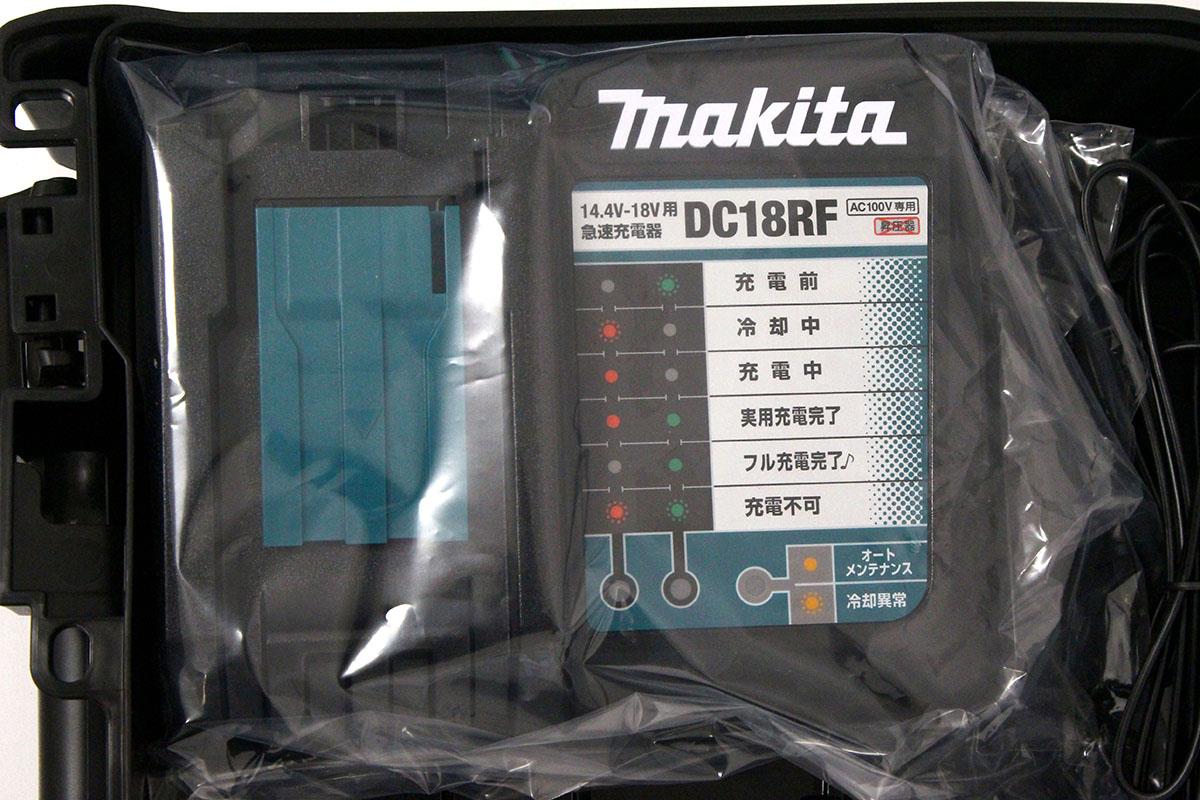 makita
14.4V-18V用
急速充電器
DC18RF
AC100V専用
昇圧器
充電前
冷却中
充電中
実用充電完了
フル充電完了♪
充電不可
オート
メンテナンス
冷却異常